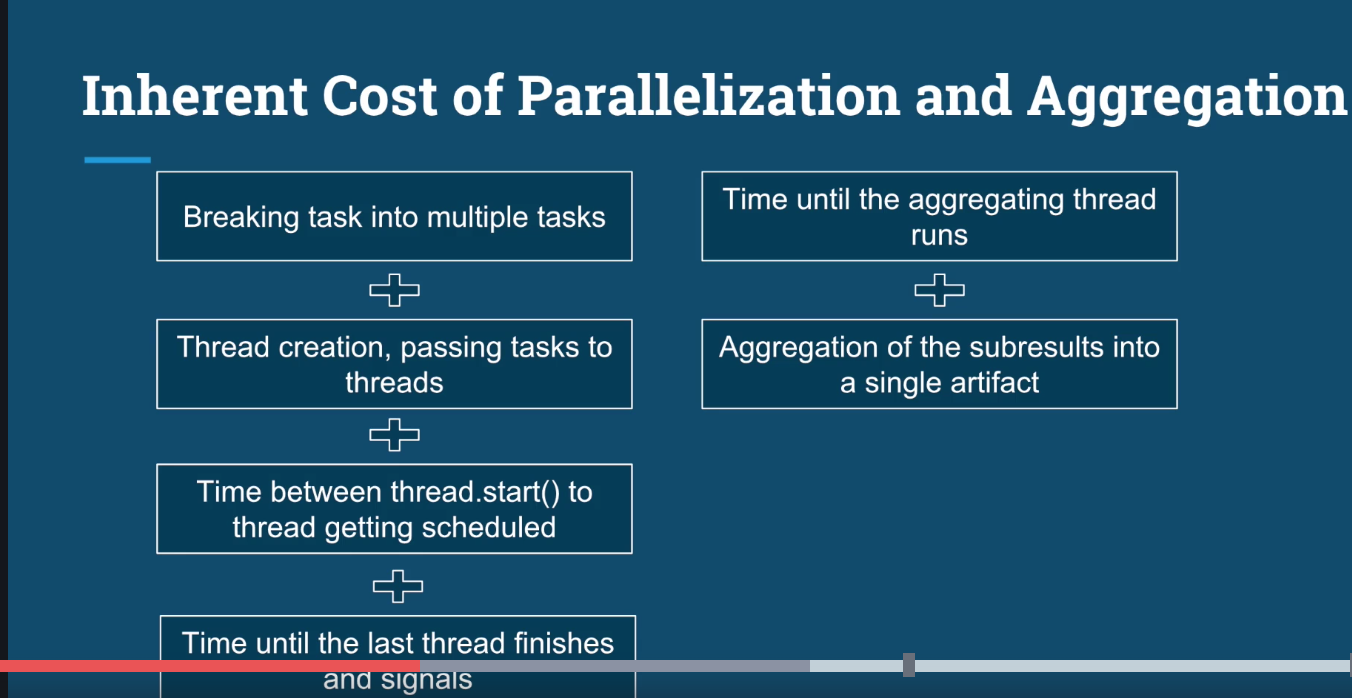 Inherent Cost of Parallelization and Aggregation
Breaking task into multiple tasks
Thread creation, passing tasks to
threads
Time between thread.start() to
thread getting scheduled
Time until the last thread finishes
and signals
Time until the aggregating thread
runs
Aggregation of the subresults into
a single artifact